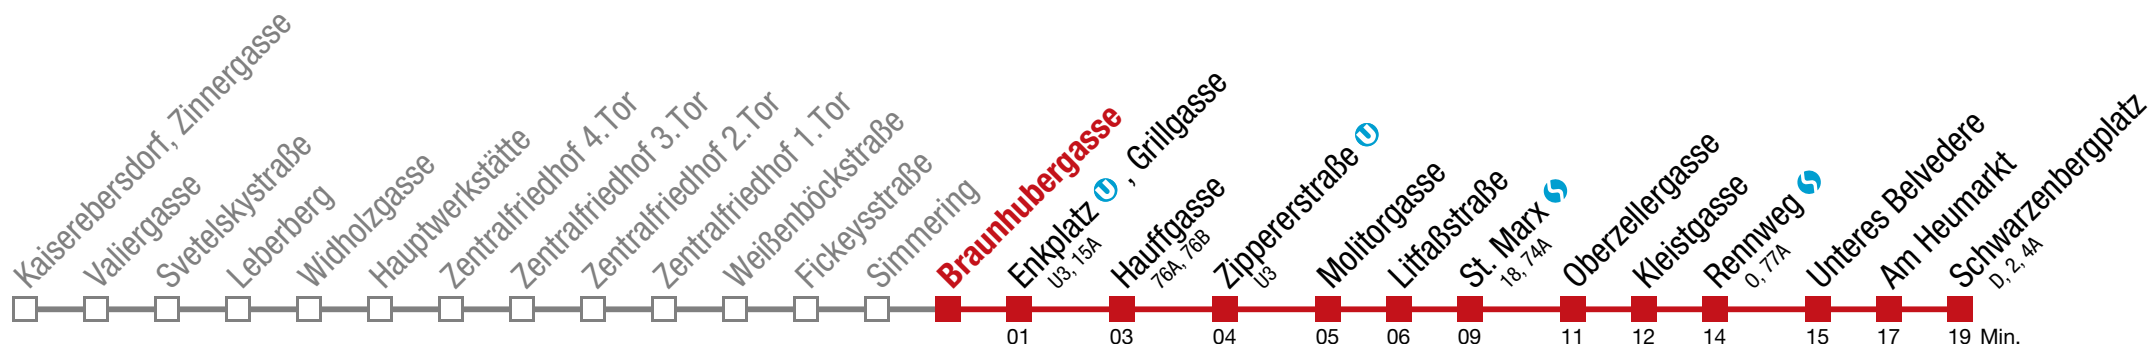 Kaiserebersdorf, Zinnergasse
Valiergasse
Svetelskystraße
Leberberg
Widholzgasse
Hauptwerkstätte
Zentralfriedhof 4.Tor
Zentralfriedhof 3.Tor
Zentralfriedhof 2.Tor
Zentralfriedhof 1.Tor
Weißenböckstraße
Fickeysstraße
Simmering
Braunhubergasse
Enkplatz U , Grillgasse
U3, 15A
Hauffgasse
76A, 76B
Zippererstraße U
U3
Molitorgasse
Litfaßstraße
St. Marx S
18, 74A
Oberzellergasse
Kleistgasse
Rennweg S
O, 77A
Unteres Belvedere
Am Heumarkt
Schwarzenbergplatz
D, 2, 4A
01 03 04 05 06 09 11 12 14 15 17 19 Min.